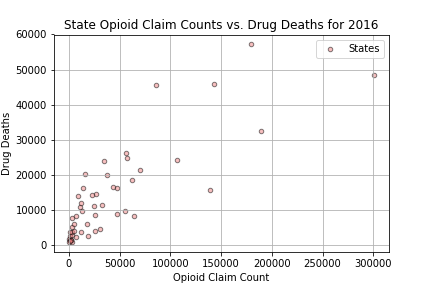 State Opioid Claim Counts vs. Drug Deaths for 2016
60000
50000
40000
30000
20000
10000
0
Drug Deaths
States
0 50000 100000 150000 200000 250000 300000
Opioid Claim Count